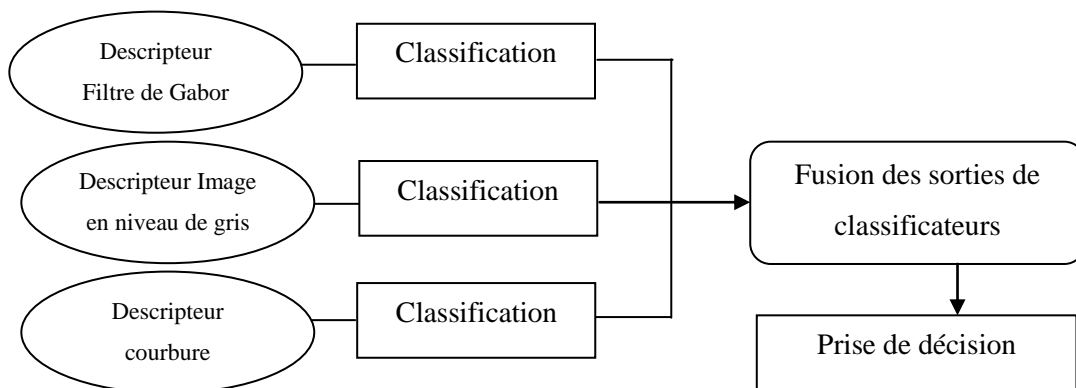 Descripteur
Filtre de Gabor
Classification
Descripteur Image
en niveau de gris
Classification
Descripteur
courbure
Classification
Fusion des sorties de
classificateurs
Prise de décision